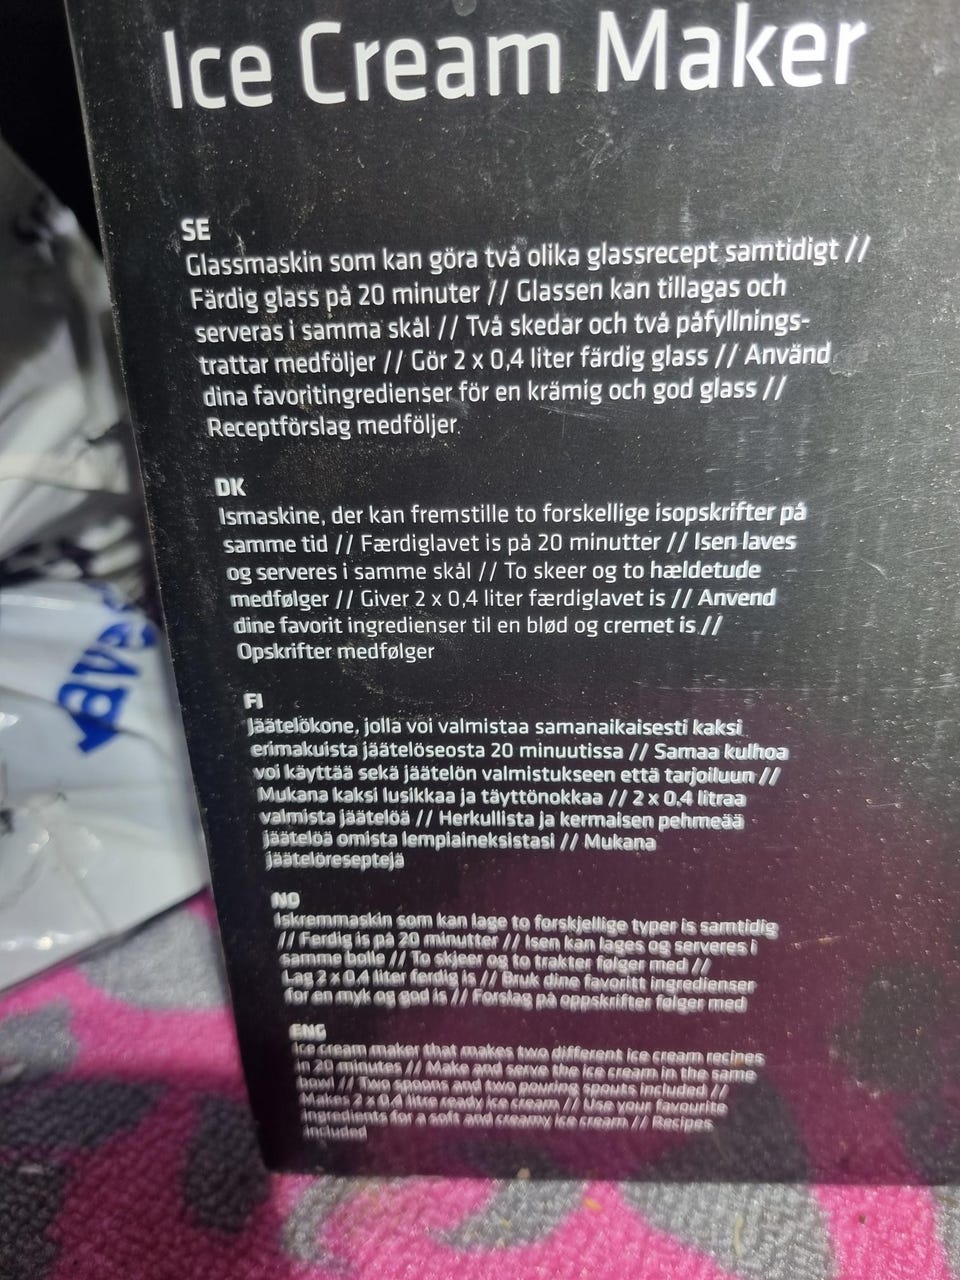 Ice Cream Maker
SE
Glassmaskin som kan göra två olika glassrecept samtidigt //
Färdig glass på 20 minuter // Glassen kan tillagas och
serveras i samma skål // Två skedar och två påfyllnings-
trattar medföljer // Gör 2 x 0,4 liter färdig glass // Använd
dina favoritingredienser för en krämig och god glass //
Receptförslag medföljer.
DK
Ismaskine, der kan fremstille to forskellige isopskrifter på
samme tid // Færdiglavet is på 20 minutter // Isen laves
og serveres i samme skål // To skeer og to hældetude
medfølger // Giver 2 x 0,4 liter færdiglavet is // Anvend
dine favorit ingredienser til en blød og cremet is //
Opskrifter medfølger
FI
Jäätelökone, jolla voi valmistaa samanaikaisesti kaksi
erimakuista jäätelöseosta 20 minuutissa // Samaa kulhoa
voi käyttää sekä jäätelön valmistukseen että tarjoiluun //
Mukana kaksi lusikkaa ja täyttönokkaa // 2 x 0,4 litraa
valmista jäätelöä // Herkullista ja kermaisen pehmeää
jäätelöä omista lempiaineksistasi // Mukana
jäätelöreseptejä
NO
Iskremmaskin som kan lage to forskjellige typer is samtidig
// Ferdig is på 20 minutter // Isen kan lages og serveres i
samme bolle // To skjeer og to trakter følger med //
Lag 2 x 0,4 liter ferdig is // Bruk dine favoritt ingredienser
for en myk og god is // Forslag på oppskrifter følger med
ENG
Ice cream maker that makes two different ice cream recipes
in 20 minutes // Make and serve the ice cream in the same
bowl // Two spoons and two pouring spouts included //
Makes 2 x 0,4 litre ready ice cream // Use your favourite
ingredients for a soft and creamy ice cream // Recipes
included